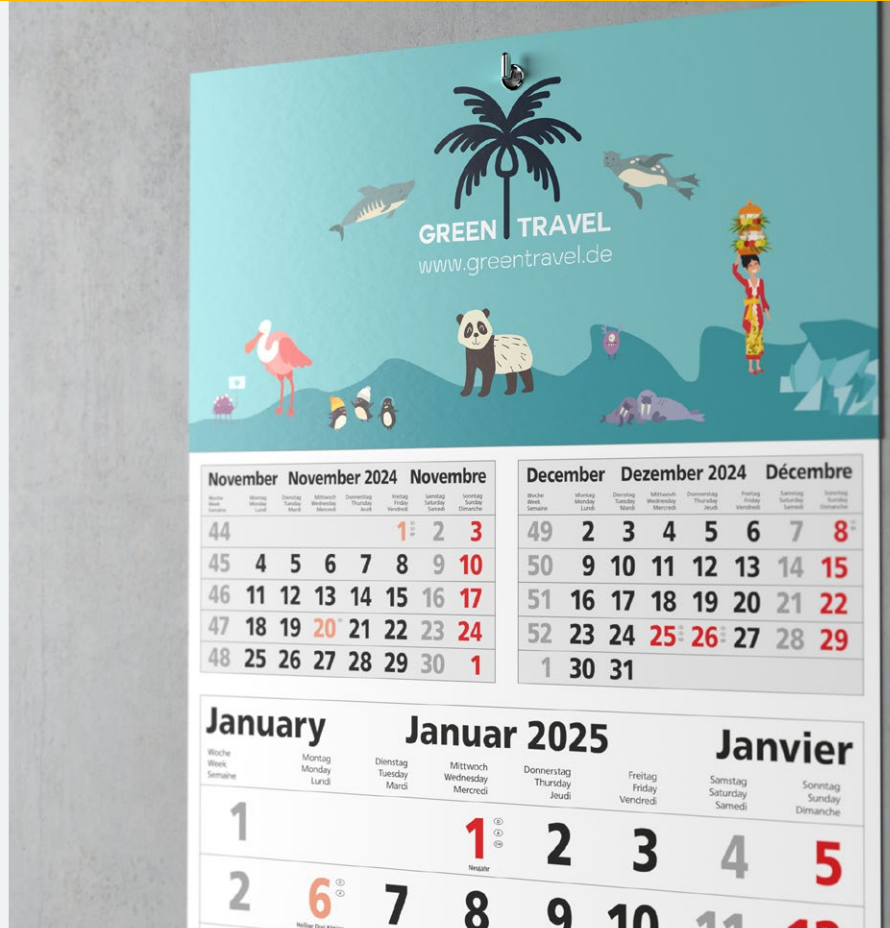 GREEN TRAVEL
www.greentravel.de
November November 2024 Novembre
Woche Montag Dienstag Mittwoch Donnerstag Freitag Samstag Sonntag
Week Monday Tuesday Wednesday Thursday Friday Saturday Sunday
Semaine Lundi Mardi Mercredi Jeudi Vendredi Samedi Dimanche
44 1 2 3
45 4 5 6 7 8 9 10
46 11 12 13 14 15 16 17
47 18 19 20 21 22 23 24
48 25 26 27 28 29 30 1
December Dezember 2024 Décembre
Woche Montag Dienstag Mittwoch Donnerstag Freitag Samstag Sonntag
Week Monday Tuesday Wednesday Thursday Friday Saturday Sunday
Semaine Lundi Mardi Mercredi Jeudi Vendredi Samedi Dimanche
49 2 3 4 5 6 7 8
50 9 10 11 12 13 14 15
51 16 17 18 19 20 21 22
52 23 24 25 26 27 28 29
1 30 31
January Januar 2025 Janvier
Woche Montag Dienstag Mittwoch Donnerstag Freitag Samstag Sonntag
Week Monday Tuesday Wednesday Thursday Friday Saturday Sunday
Semaine Lundi Mardi Mercredi Jeudi Vendredi Samedi Dimanche
1 1 2 3 4 5
Neujahr
2 6 7 8 9 10 11 12